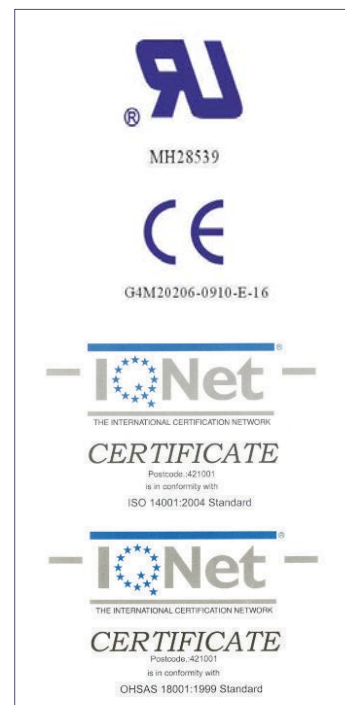 RU
®
MH28539
CE
G4M20206-0910-E-16
®
IQNet
THE INTERNATIONAL CERTIFICATION NETWORK
CERTIFICATE
Postcode.:421001
is in conformity with
ISO 14001:2004 Standard
®
IQNet
THE INTERNATIONAL CERTIFICATION NETWORK
CERTIFICATE
Postcode.:421001
is in conformity with
OHSAS 18001:1999 Standard